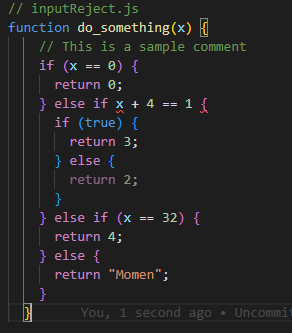 // inputReject.js
function do_something(x) {
    // This is a sample comment
    if (x == 0) {
      return 0;
    } else if x + 4 == 1 {
      if (true) {
        return 3;
      } else {
        return 2;
      }
    } else if (x == 32) {
      return 4;
    } else {
      return "Momen";
    }
  }       You, 1 second ago • Uncommit